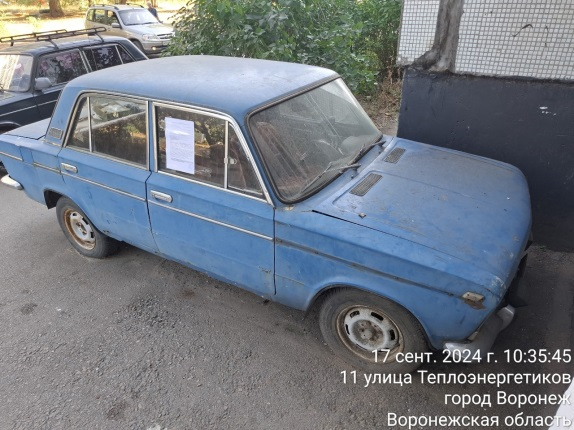 17 сент. 2024 г. 10:35:45
11 улица Теплоэнергетиков
город Воронеж
Воронежская область